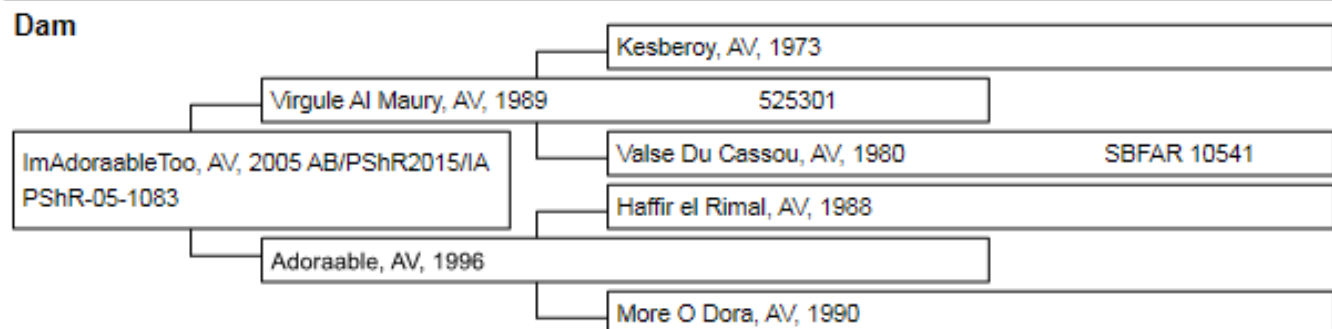 Dam
Kesberoy, AV, 1973
Virgule Al Maury, AV, 1989 525301
Valse Du Cassou, AV, 1980 SBFAR 10541
ImAdoraableToo, AV, 2005 AB/PShR2015/IA
PShR-05-1083
Haffir el Rimal, AV, 1988
Adoraable, AV, 1996
More O Dora, AV, 1990